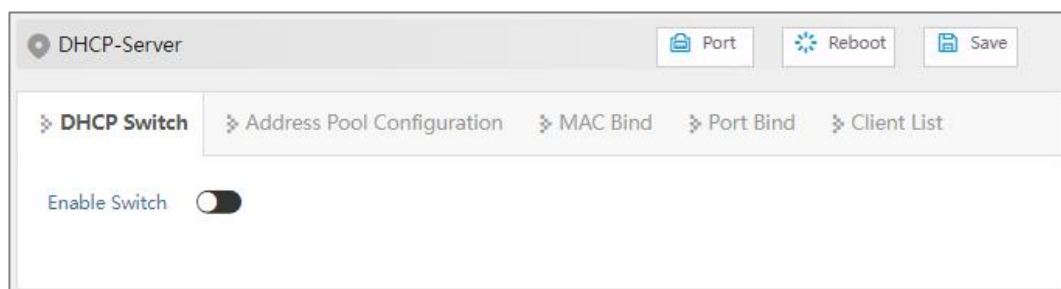 DHCP-Server Port Reboot Save
DHCP Switch Address Pool Configuration MAC Bind Port Bind Client List
Enable Switch